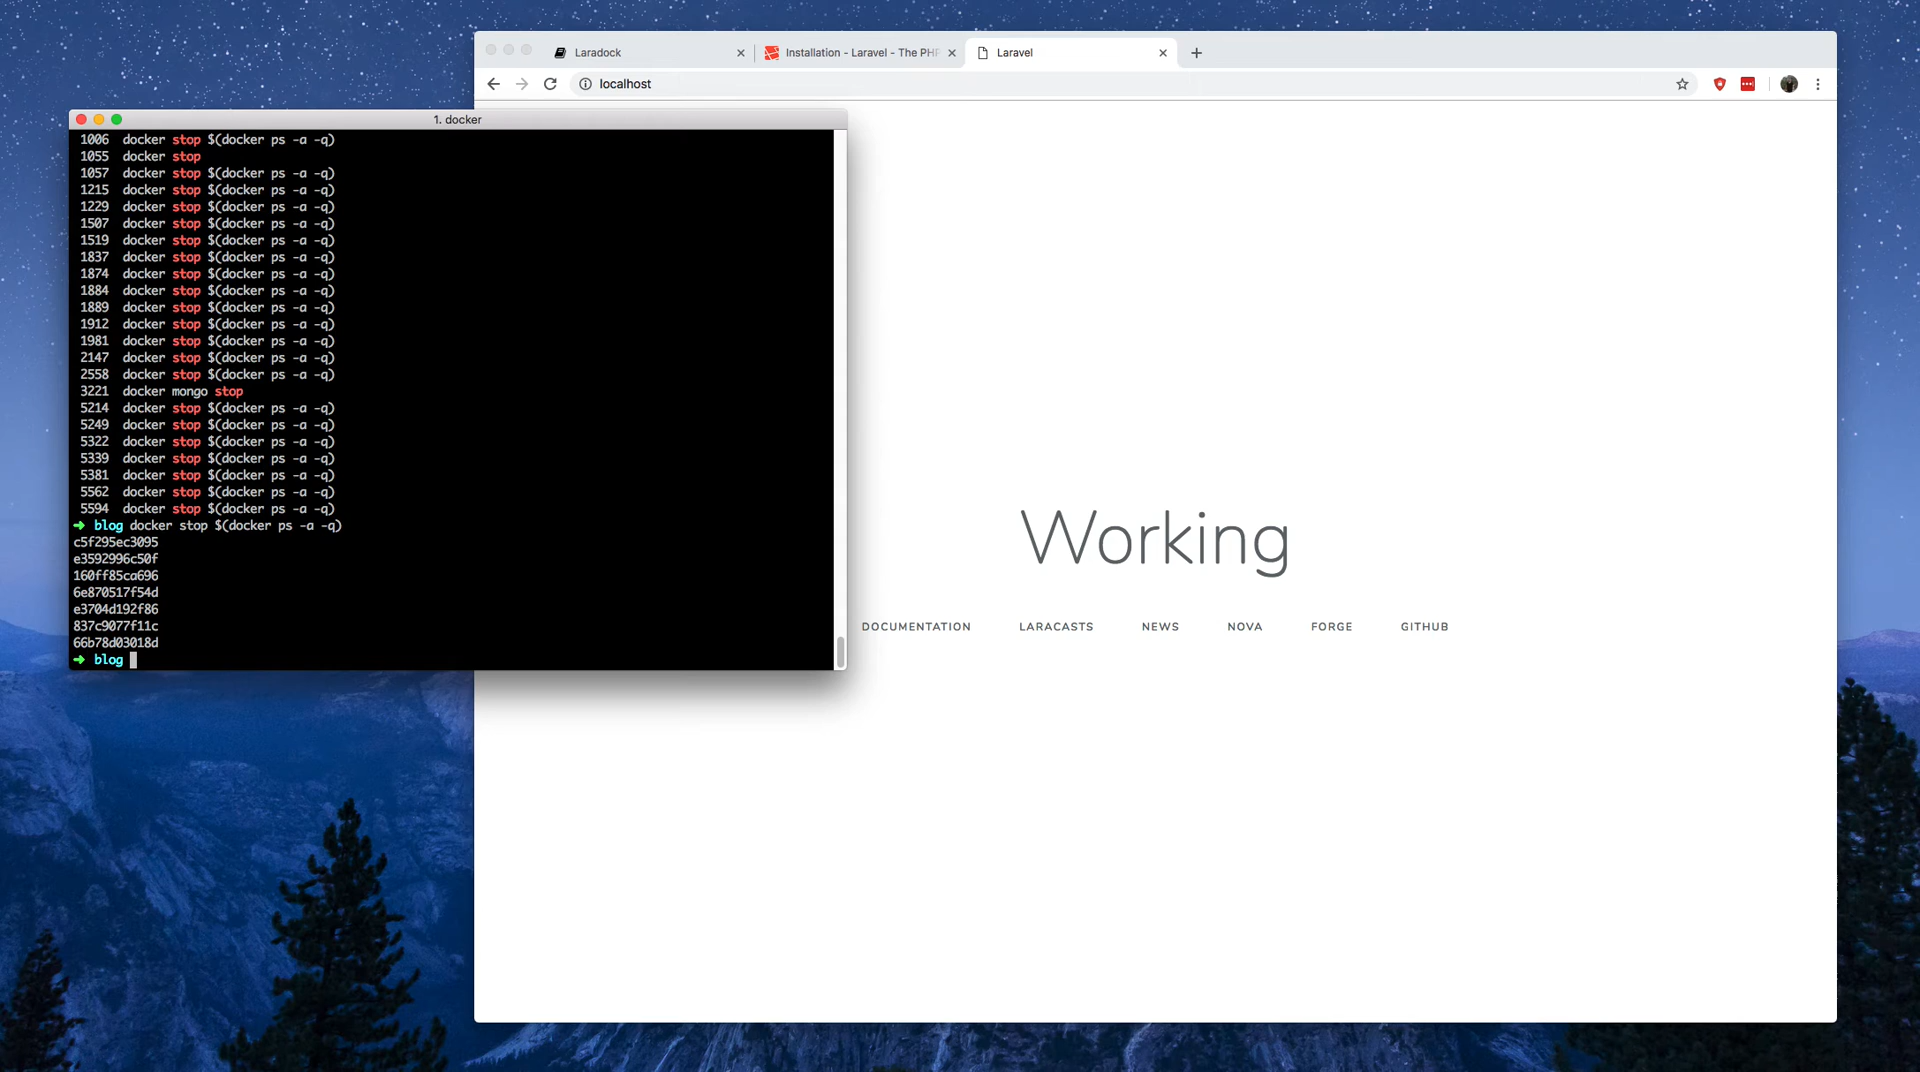 Laradock
Installation - Laravel - The PH
Laravel
localhost
1. docker
1006 docker stop $(docker ps -a -q)
1055 docker stop
1057 docker stop $(docker ps -a -q)
1215 docker stop $(docker ps -a -q)
1229 docker stop $(docker ps -a -q)
1507 docker stop $(docker ps -a -q)
1519 docker stop $(docker ps -a -q)
1837 docker stop $(docker ps -a -q)
1874 docker stop $(docker ps -a -q)
1884 docker stop $(docker ps -a -q)
1889 docker stop $(docker ps -a -q)
1912 docker stop $(docker ps -a -q)
1981 docker stop $(docker ps -a -q)
2147 docker stop $(docker ps -a -q)
2558 docker stop $(docker ps -a -q)
3221 docker mongo stop
5214 docker stop $(docker ps -a -q)
5249 docker stop $(docker ps -a -q)
5322 docker stop $(docker ps -a -q)
5339 docker stop $(docker ps -a -q)
5381 docker stop $(docker ps -a -q)
5562 docker stop $(docker ps -a -q)
5594 docker stop $(docker ps -a -q)
➜ blog docker stop $(docker ps -a -q)
c5f295ec3095
e3592996c50f
160ff85ca696
6e870517f54d
e3704d192f86
837c9077f11c
66b78d03018d
➜ blog
Working
DOCUMENTATION LARACASTS NEWS NOVA FORGE GITHUB